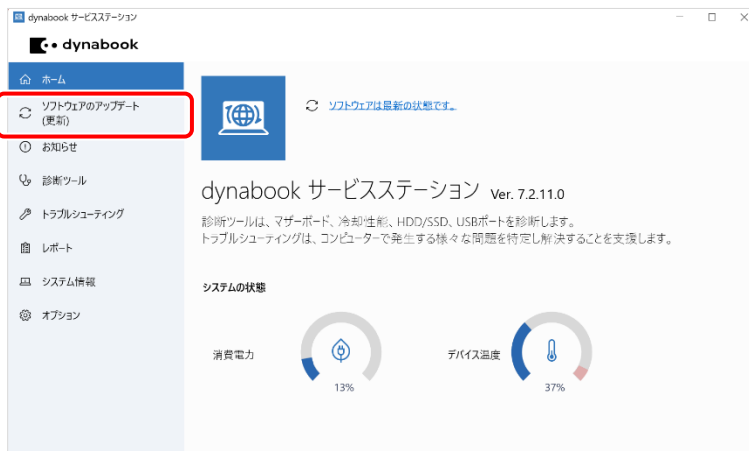 dynabook サービスステーション
dynabook
ホーム
ソフトウェアのアップデート
(更新)
お知らせ
診断ツール
トラブルシューティング
レポート
システム情報
オプション
ソフトウェアは最新の状態です。
dynabook サービスステーション Ver. 7.2.11.0
診断ツールは、マザーボード、冷却性能、HDD/SSD、USBポートを診断します。
トラブルシューティングは、コンピューターで発生する様々な問題を特定し解決することを支援します。
システムの状態
消費電力
13%
デバイス温度
37%